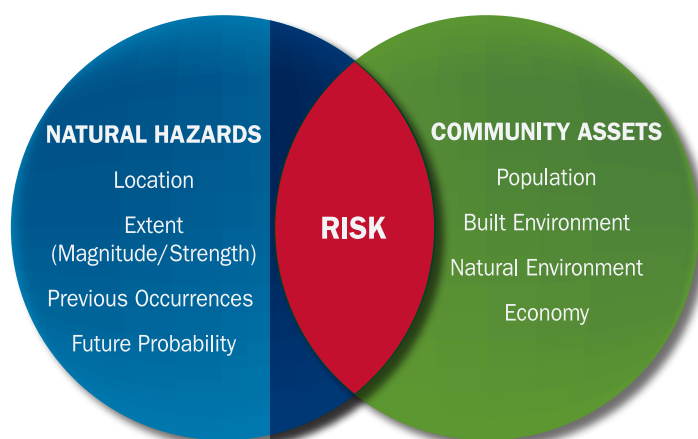 NATURAL HAZARDS
Location
Extent
(Magnitude/Strength)
Previous Occurrences
Future Probability
RISK
COMMUNITY ASSETS
Population
Built Environment
Natural Environment
Economy